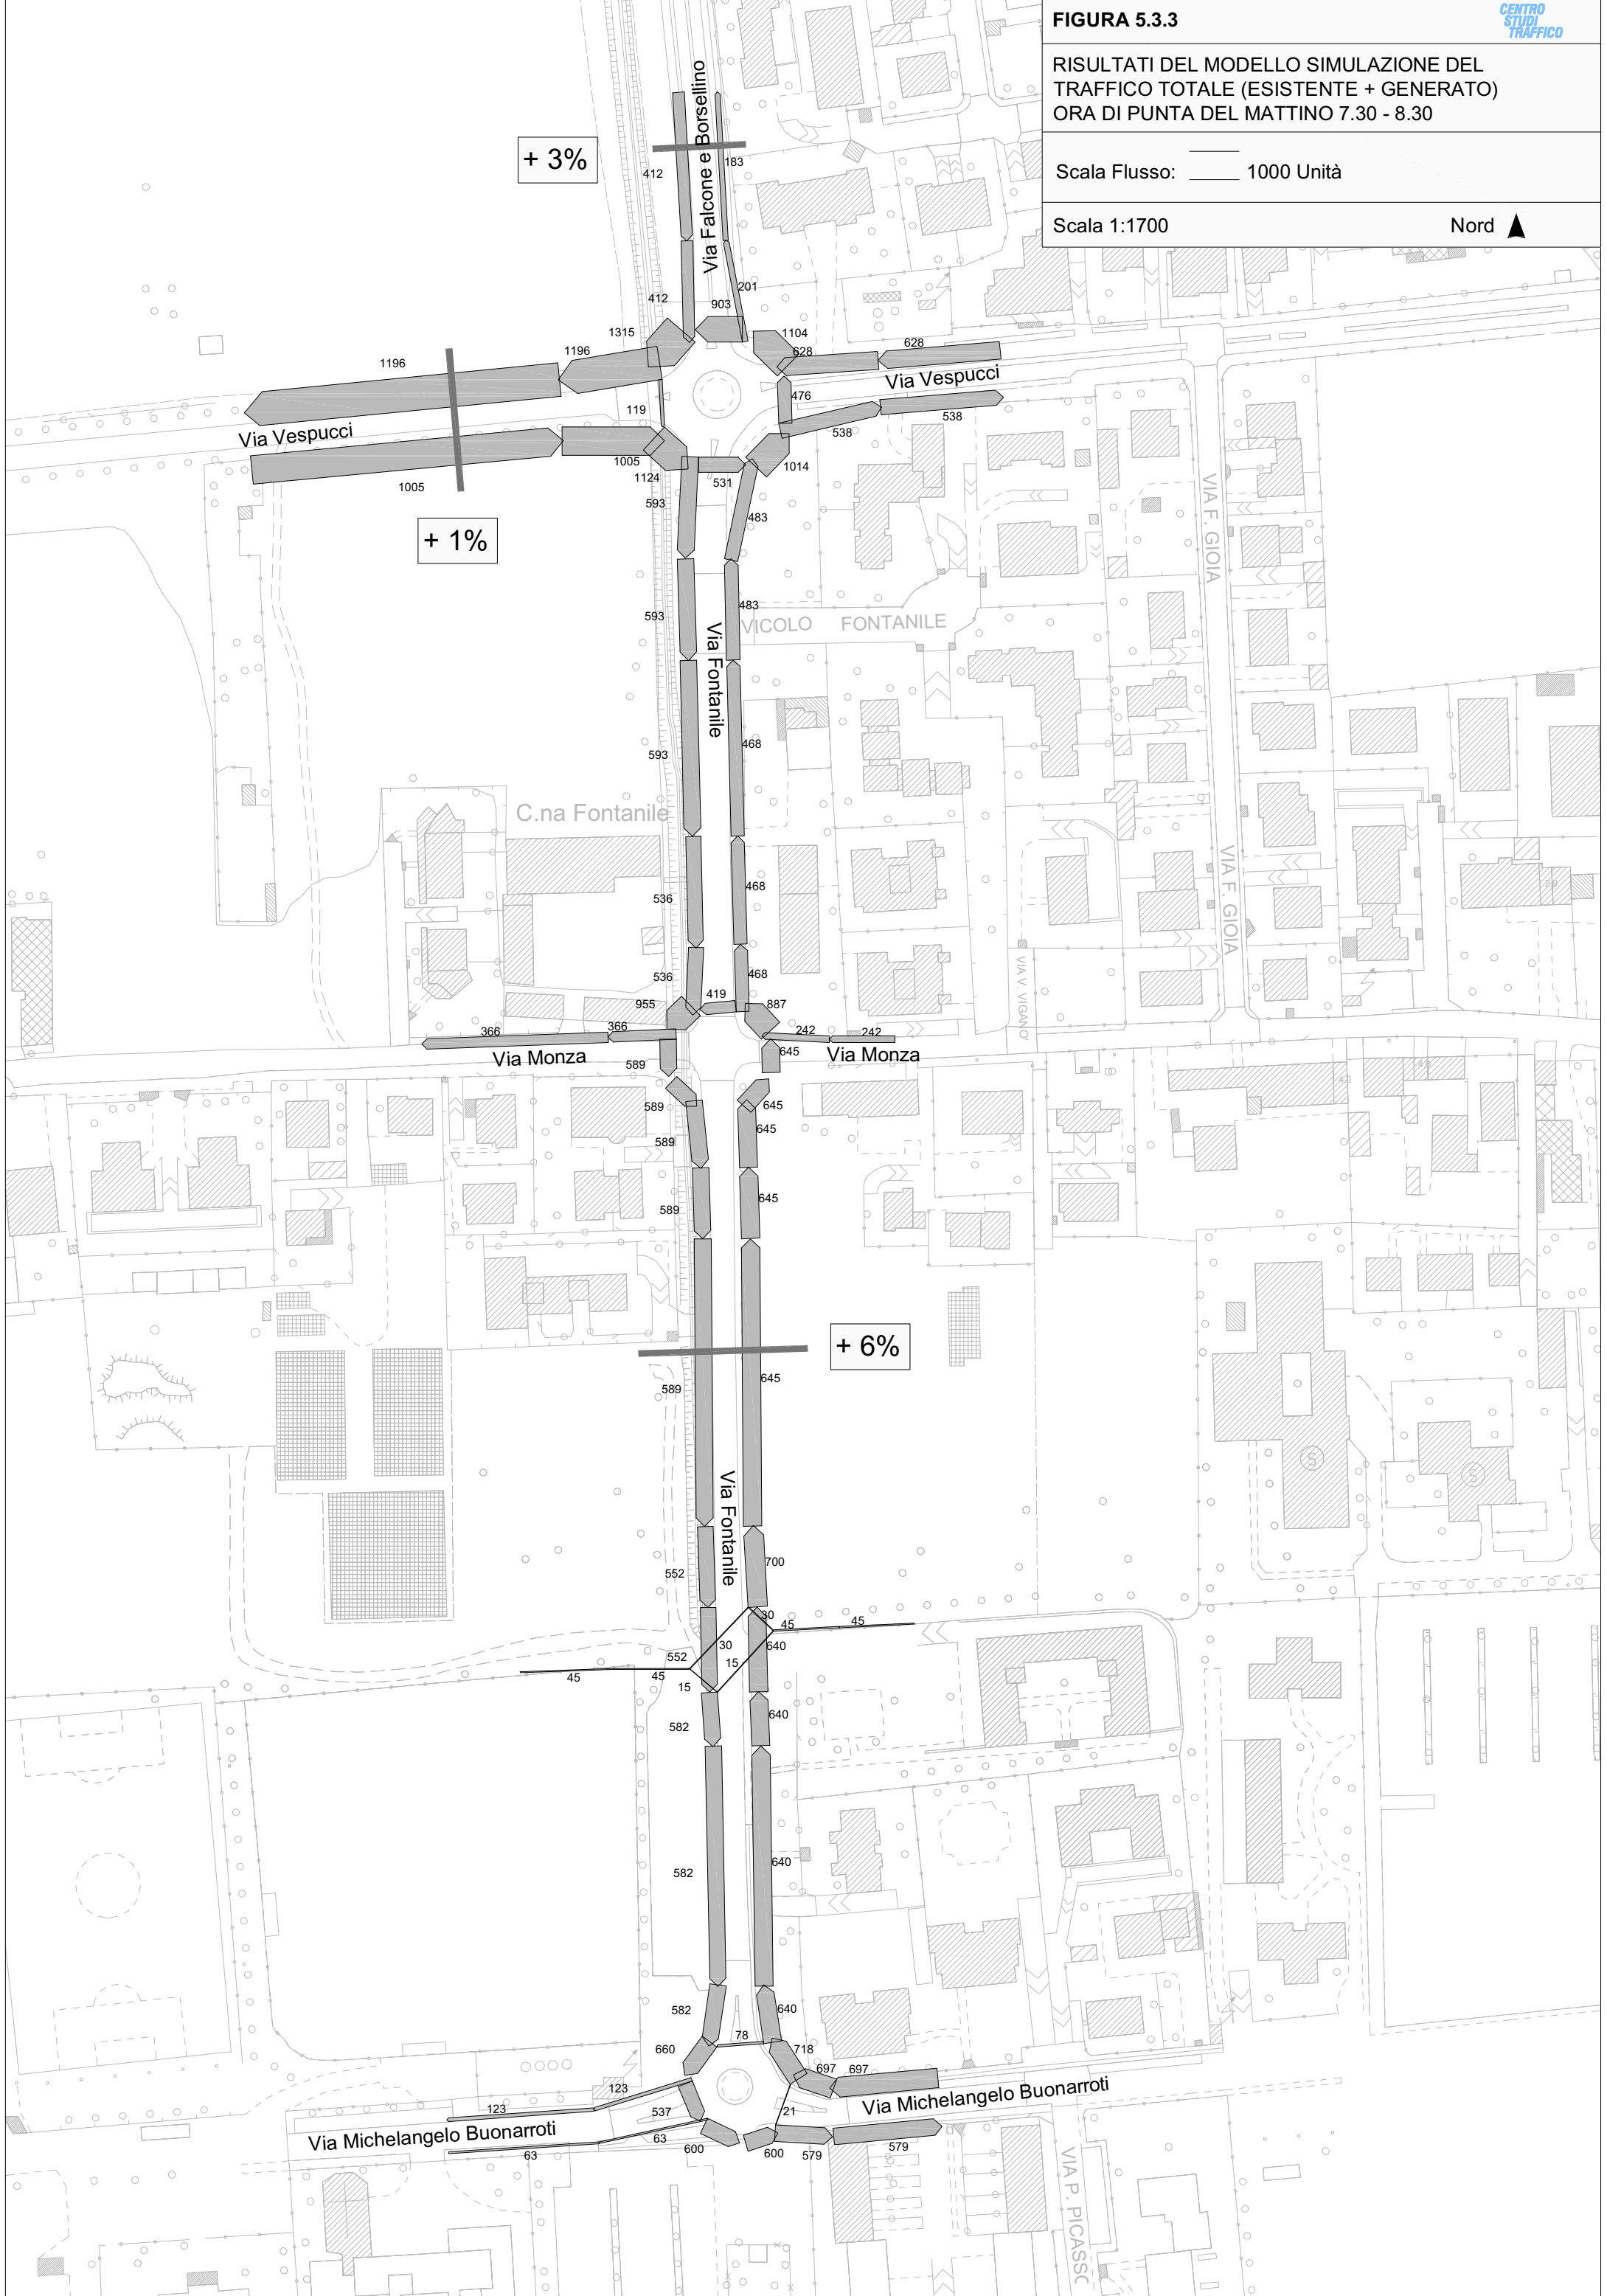 FIGURA 5.3.3
CENTRO
STUDI
TRAFFICO
RISULTATI DEL MODELLO SIMULAZIONE DEL
TRAFFICO TOTALE (ESISTENTE + GENERATO)
ORA DI PUNTA DEL MATTINO 7.30 - 8.30
Scala Flusso:
1000 Unità
Scala 1:1700
Nord
Via Falcone e Borsellino
+ 3%
183
412
201
412
903
1315
1104
1196
1196
628
628
Via Vespucci
476
119
538
538
Via Vespucci
1005
1005
1124
531
1014
593
483
+ 1%
VIA F. GIOIA
483
593
VICOLO FONTANILE
Via Fontanile
468
593
C.na Fontanile
468
536
VIA F. GIOIA
468
536
VIA V. VIGANO'
419
955
887
366
366
242
242
Via Monza
Via Monza
645
589
589
645
645
589
645
589
+ 6%
645
589
S
S
Via Fontanile
700
552
30
45
45
30
640
552
15
45
45
15
640
582
640
582
582
640
78
660
718
697
697
123
123
537
21
Via Michelangelo Buonarroti
Via Michelangelo Buonarroti
63
63
600
600
579
579
VIA P. PICASSO